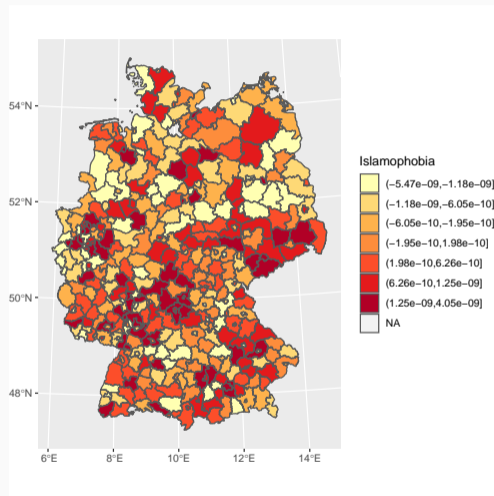 Islamophobia
(−5.47e−09,−1.18e−09]
(−1.18e−09,−6.05e−10]
(−6.05e−10,−1.95e−10]
(−1.95e−10,1.98e−10]
(1.98e−10,6.26e−10]
(6.26e−10,1.25e−09]
(1.25e−09,4.05e−09]
NA
54°N
52°N
50°N
48°N
6°E 8°E 10°E 12°E 14°E